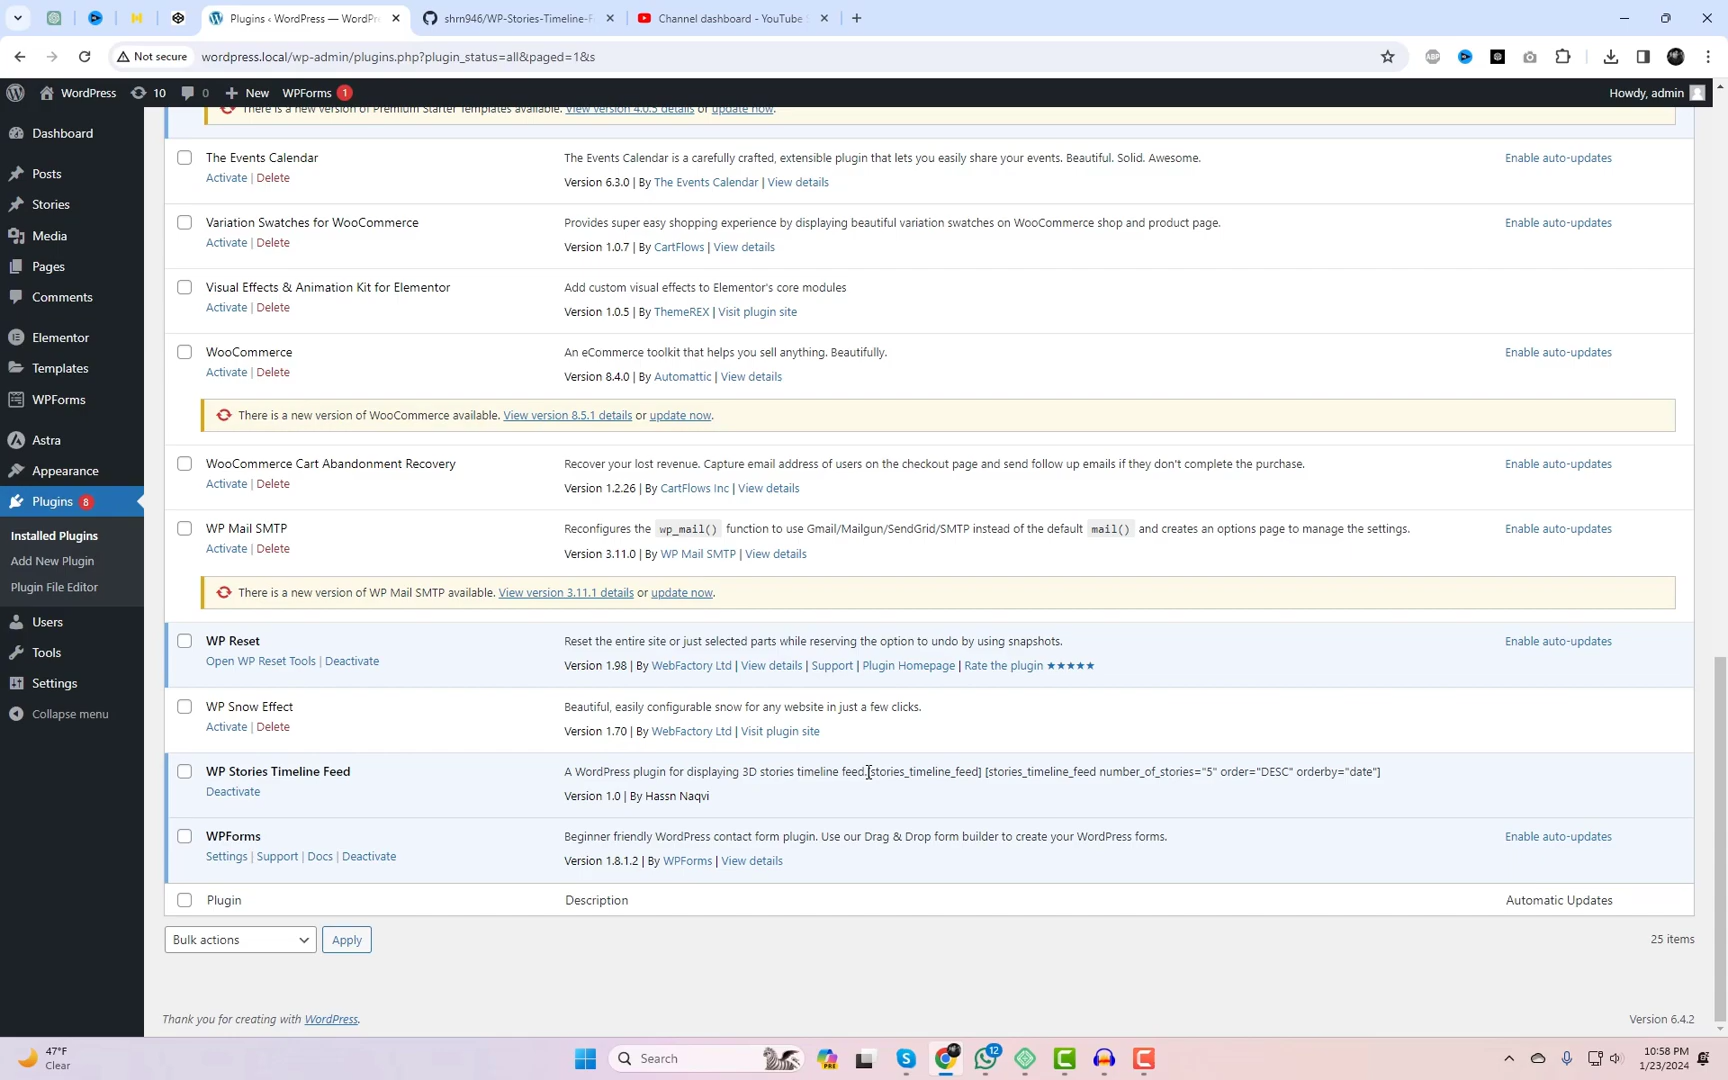 Plugins ‹ WordPress — WordPr
shrn946/WP-Stories-Timeline-F
Channel dashboard - YouTube
Not secure
wordpress.local/wp-admin/plugins.php?plugin_status=all&paged=1&s
WordPress 10 0 New WPForms 1
Howdy, admin
Dashboard
Posts
Stories
Media
Pages
Comments
Elementor
Templates
WPForms
Astra
Appearance
Plugins 8
Installed Plugins
Add New Plugin
Plugin File Editor
Users
Tools
Settings
Collapse menu
There is a new version of Premium Starter Templates available. View version 4.0.5 details or update now.
The Events Calendar
Activate | Delete
The Events Calendar is a carefully crafted, extensible plugin that lets you easily share your events. Beautiful. Solid. Awesome.
Version 6.3.0 | By The Events Calendar | View details
Enable auto-updates
Variation Swatches for WooCommerce
Activate | Delete
Provides super easy shopping experience by displaying beautiful variation swatches on WooCommerce shop and product page.
Version 1.0.7 | By CartFlows | View details
Enable auto-updates
Visual Effects & Animation Kit for Elementor
Activate | Delete
Add custom visual effects to Elementor's core modules
Version 1.0.5 | By ThemeREX | Visit plugin site
WooCommerce
Activate | Delete
An eCommerce toolkit that helps you sell anything. Beautifully.
Version 8.4.0 | By Automattic | View details
Enable auto-updates
There is a new version of WooCommerce available. View version 8.5.1 details or update now.
WooCommerce Cart Abandonment Recovery
Activate | Delete
Recover your lost revenue. Capture email address of users on the checkout page and send follow up emails if they don't complete the purchase.
Version 1.2.26 | By CartFlows Inc | View details
Enable auto-updates
WP Mail SMTP
Activate | Delete
Reconfigures the wp_mail() function to use Gmail/Mailgun/SendGrid/SMTP instead of the default mail() and creates an options page to manage the settings.
Version 3.11.0 | By WP Mail SMTP | View details
Enable auto-updates
There is a new version of WP Mail SMTP available. View version 3.11.1 details or update now.
WP Reset
Open WP Reset Tools | Deactivate
Reset the entire site or just selected parts while reserving the option to undo by using snapshots.
Version 1.98 | By WebFactory Ltd | View details | Support | Plugin Homepage | Rate the plugin ★★★★★
Enable auto-updates
WP Snow Effect
Activate | Delete
Beautiful, easily configurable snow for any website in just a few clicks.
Version 1.70 | By WebFactory Ltd | Visit plugin site
WP Stories Timeline Feed
Deactivate
A WordPress plugin for displaying 3D stories timeline feed.[stories_timeline_feed] [stories_timeline_feed number_of_stories="5" order="DESC" orderby="date"]
Version 1.0 | By Hassn Naqvi
WPForms
Settings | Support | Docs | Deactivate
Beginner friendly WordPress contact form plugin. Use our Drag & Drop form builder to create your WordPress forms.
Version 1.8.1.2 | By WPForms | View details
Enable auto-updates
Plugin
Description
Automatic Updates
Bulk actions
Apply
25 items
Thank you for creating with WordPress.
Version 6.4.2
47°F
Clear
Search
12
10:58 PM
1/23/2024